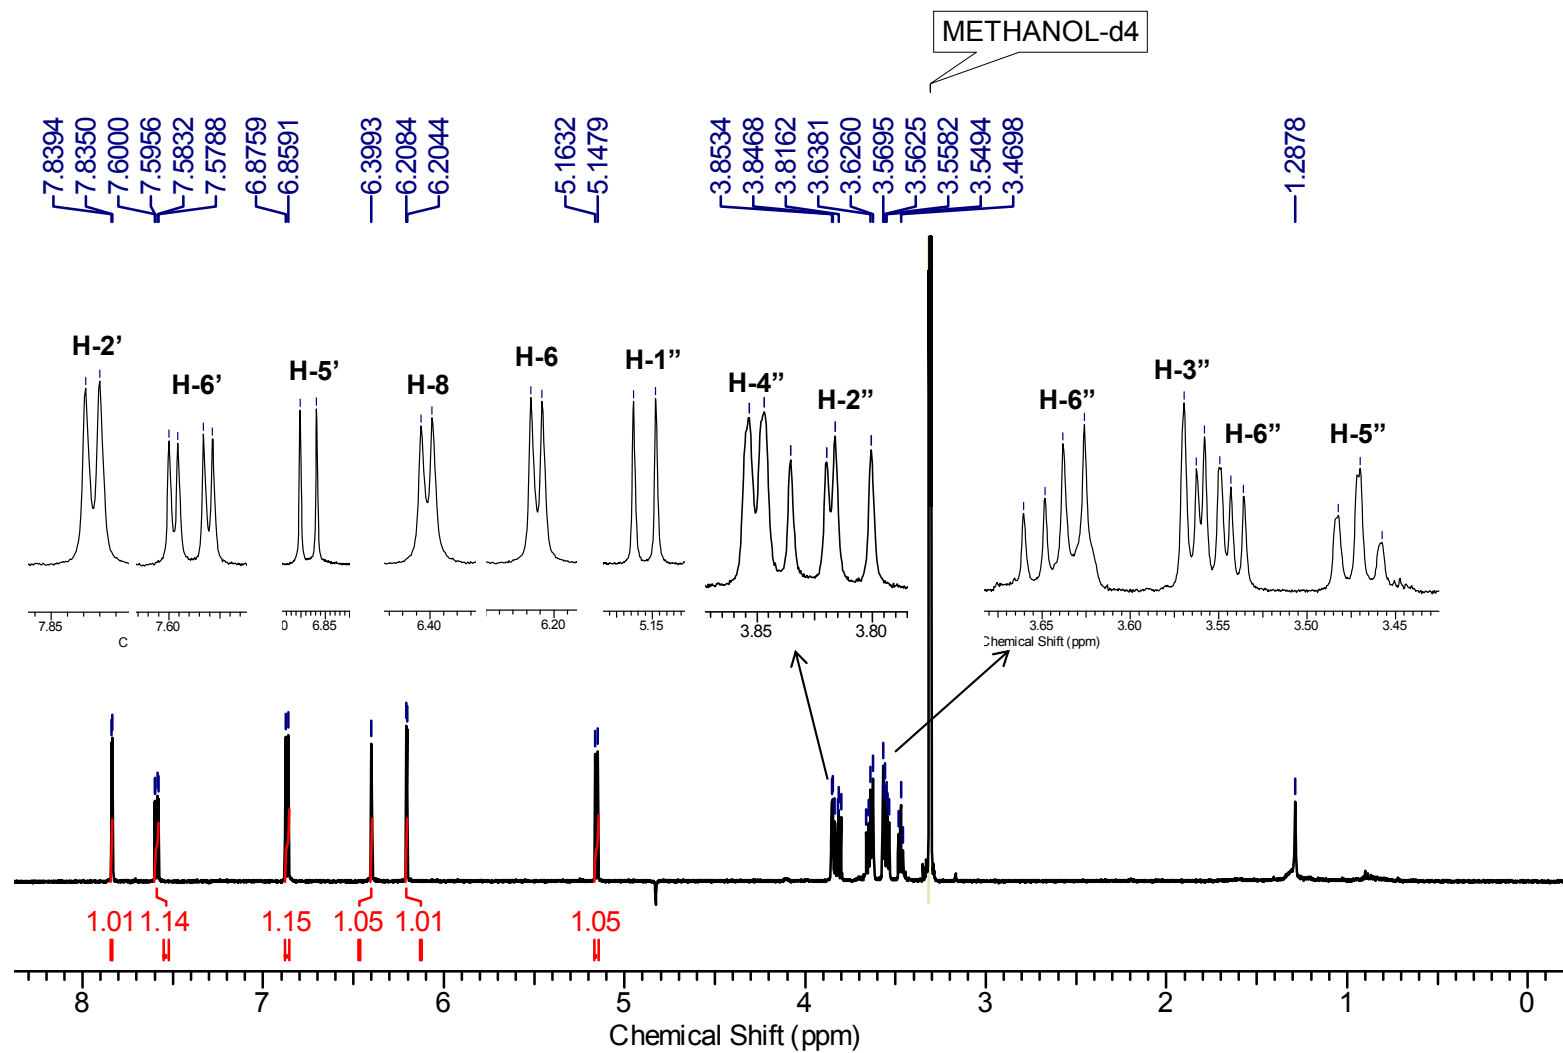 METHANOL-d4
7.8394
7.8350
7.6000
7.5956
7.5832
7.5788
6.8759
6.8591
6.3993
6.2084
6.2044
5.1632
5.1479
3.8534
3.8468
3.8162
3.6381
3.6260
3.5695
3.5625
3.5582
3.5494
3.4698
1.2878
H-2’
H-6’
H-5’
H-8
H-6
H-1”
H-4”
H-2”
H-6”
H-3”
H-6”
H-5”
7.85
C
7.60
0 6.85
6.40
6.20
5.15
3.85 3.80
3.65 3.60 3.55 3.50 3.45
Chemical Shift (ppm)
1.01 1.14 1.15 1.05 1.01 1.05
8 7 6 5 4 3 2 1 0
Chemical Shift (ppm)